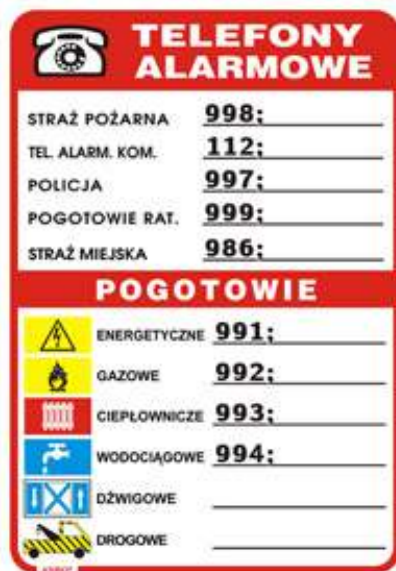 TELEFONY
ALARMOWE
STRAŻ POŻARNA 998;
TEL. ALARM. KOM. 112;
POLICJA 997;
POGOTOWIE RAT. 999;
STRAŻ MIEJSKA 986;
POGOTOWIE
ENERGETYCZNE 991;
GAZOWE 992;
CIEPŁOWNICZE 993;
WODOCIĄGOWE 994;
DŹWIGOWE
DROGOWE